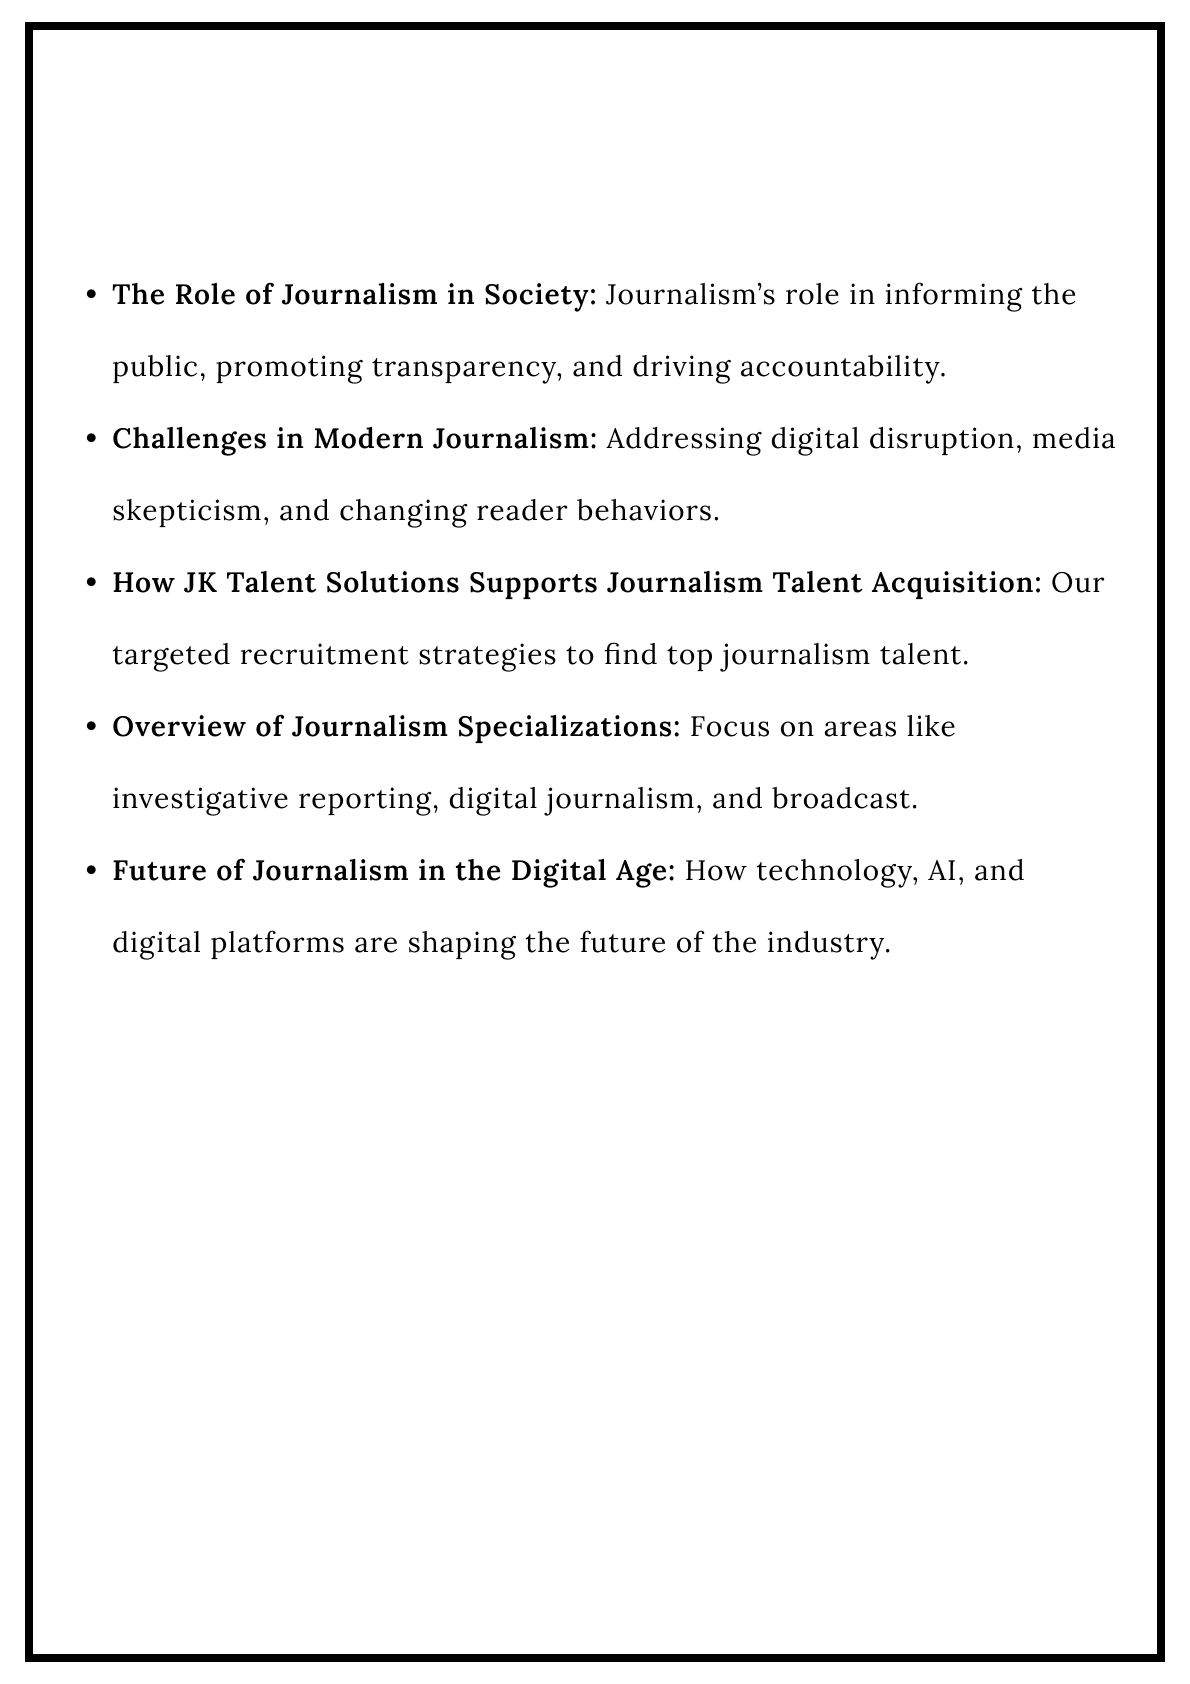 • The Role of Journalism in Society: Journalism’s role in informing the
public, promoting transparency, and driving accountability.
• Challenges in Modern Journalism: Addressing digital disruption, media
skepticism, and changing reader behaviors.
• How JK Talent Solutions Supports Journalism Talent Acquisition: Our
targeted recruitment strategies to find top journalism talent.
• Overview of Journalism Specializations: Focus on areas like
investigative reporting, digital journalism, and broadcast.
• Future of Journalism in the Digital Age: How technology, AI, and
digital platforms are shaping the future of the industry.